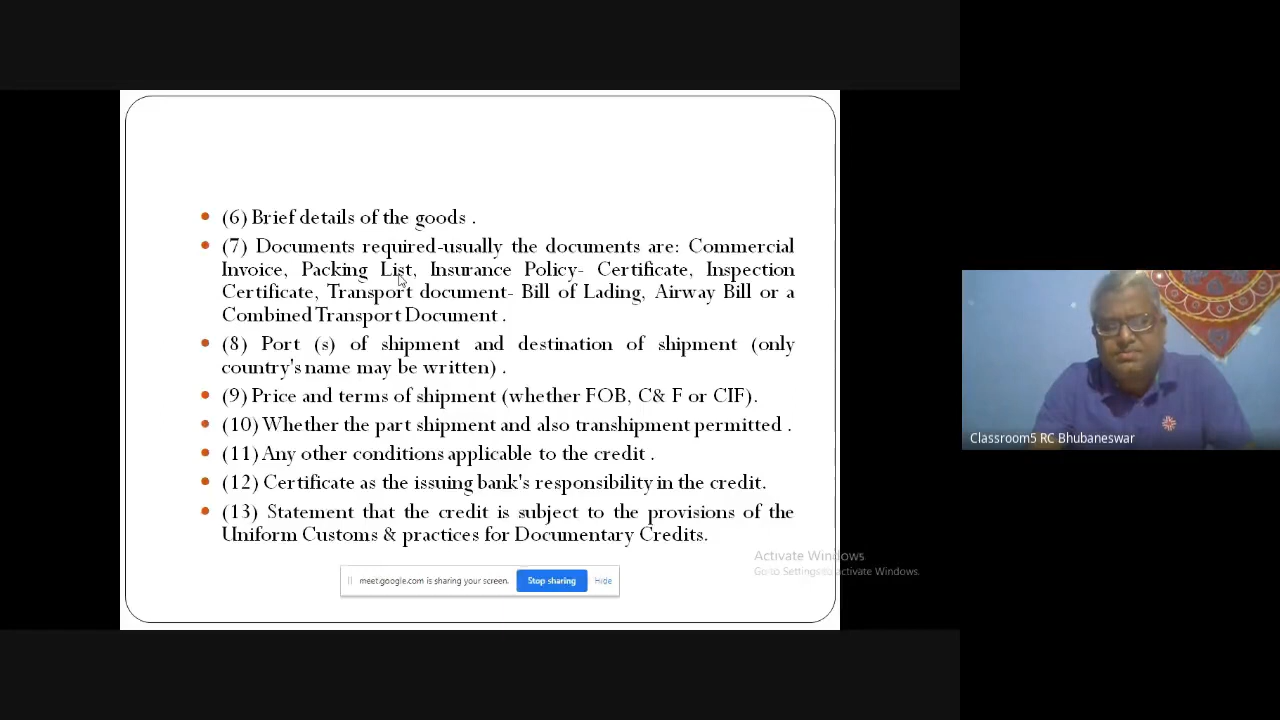 (6) Brief details of the goods .
(7) Documents required-usually the documents are: Commercial
Invoice, Packing List, Insurance Policy- Certificate, Inspection
Certificate, Transport document- Bill of Lading, Airway Bill or a
Combined Transport Document .
(8) Port (s) of shipment and destination of shipment (only
country's name may be written) .
(9) Price and terms of shipment (whether FOB, C& F or CIF).
(10) Whether the part shipment and also transhipment permitted .
(11) Any other conditions applicable to the credit .
(12) Certificate as the issuing bank's responsibility in the credit.
(13) Statement that the credit is subject to the provisions of the
Uniform Customs & practices for Documentary Credits.
meet.google.com is sharing your screen. Stop sharing Hide
Activate Windows
Go to Settings to activate Windows.
Classroom5 RC Bhubaneswar